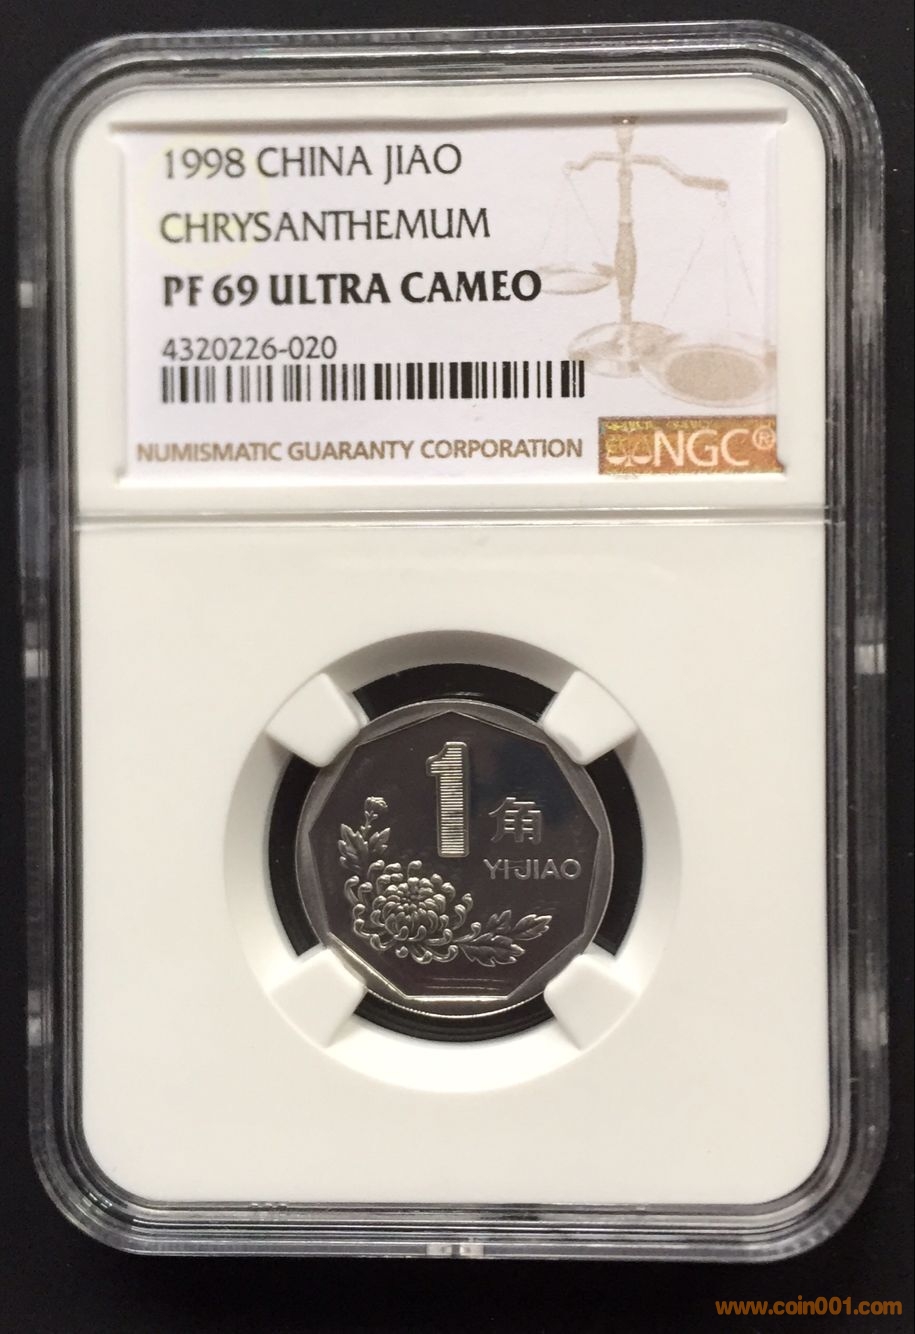 1998 CHINA JIAO
CHRYSANTHEMUM
PF 69 ULTRA CAMEO
4320226-020
NUMISMATIC GUARANTY CORPORATION
NGC®
1 角
YI JIAO
www.coin001.com